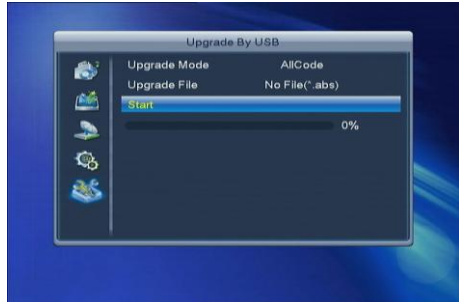 Upgrade By USB
Upgrade Mode AllCode
Upgrade File No File(*.abs)
Start
0%